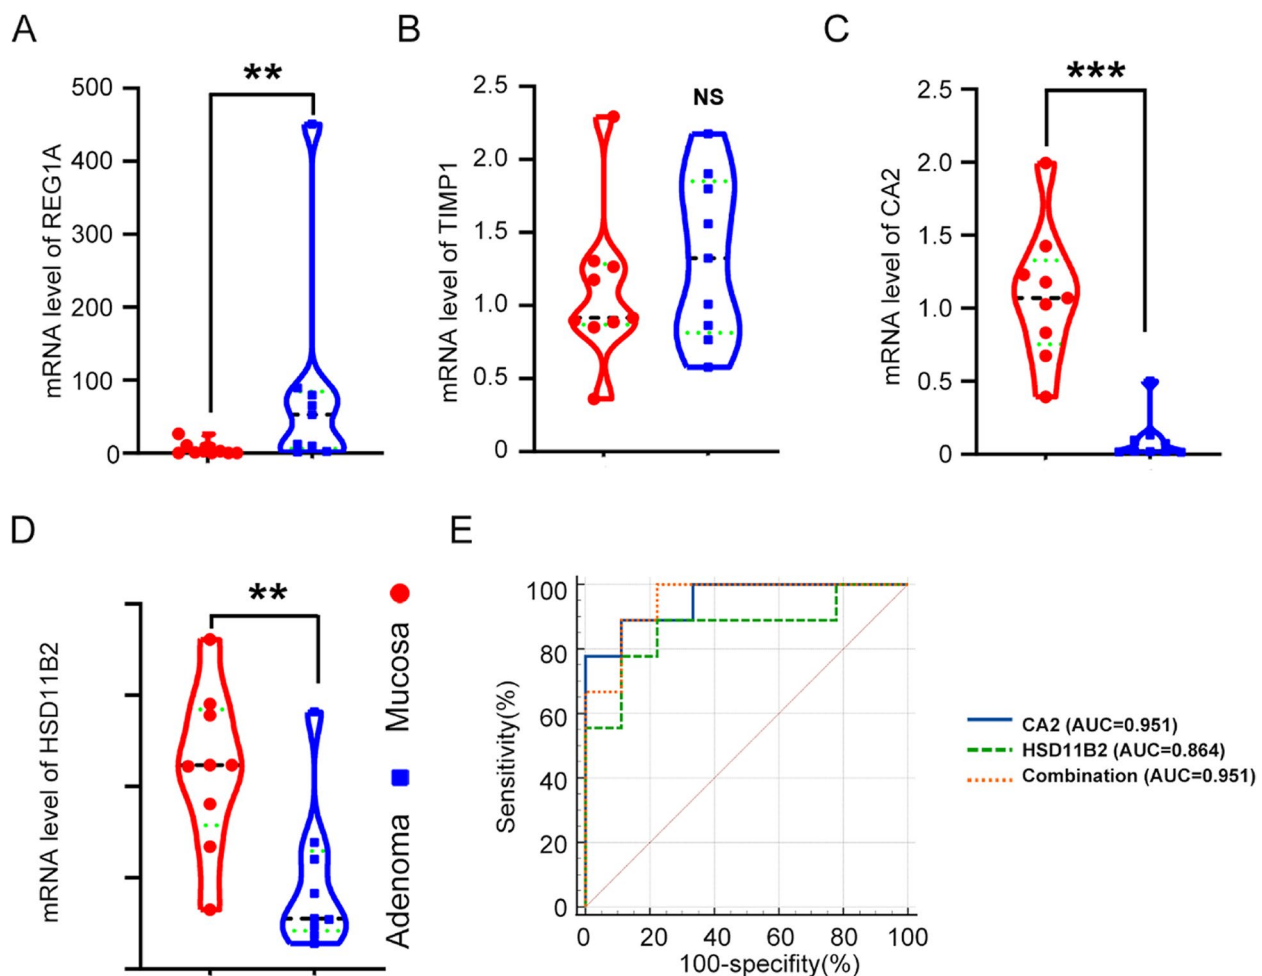 A
mRNA level of REG1A
500
400
300
200
100
0
**
B
mRNA level of TIMP1
2.5
2.0
1.5
1.0
0.5
0
NS
C
mRNA level of CA2
2.5
2.0
1.5
1.0
0.5
0
***
D
mRNA level of HSD11B2
**
Adenoma Mucosa
E
Sensitivity(%)
100
80
60
40
20
0
0 20 40 60 80 100
100-specifity(%)
CA2 (AUC=0.951)
HSD11B2 (AUC=0.864)
Combination (AUC=0.951)